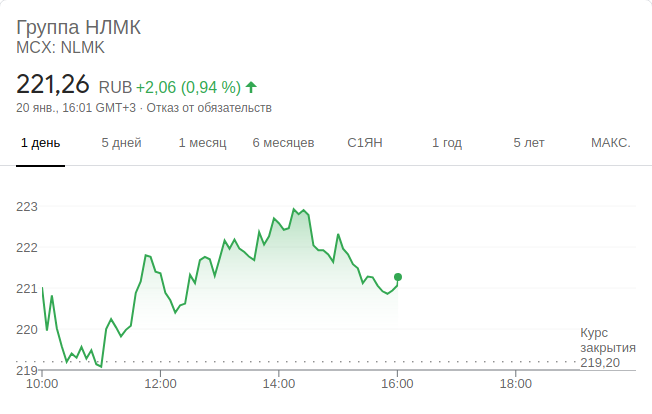 Группа НЛМК
MCX: NLMK
221,26 RUB +2,06 (0,94 %)
20 янв., 16:01 GMT+3 · Отказ от обязательств
1 день 5 дней 1 месяц 6 месяцев С1ЯН 1 год 5 лет МАКС.
223
222
221
220
219
Курс
закрытия
219,20
10:00 12:00 14:00 16:00 18:00